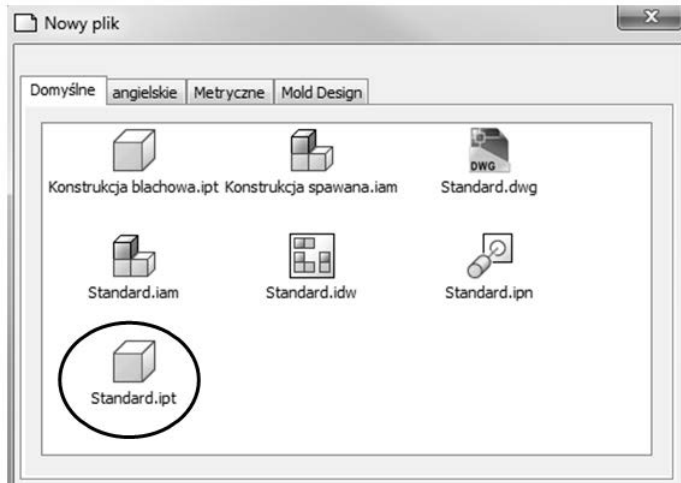 Nowy plik
Domyślne angielskie Metryczne Mold Design
Konstrukcja blachowa.ipt Konstrukcja spawana.iam Standard.dwg
DWG
Standard.iam Standard.idw Standard.ipn
Standard.ipt